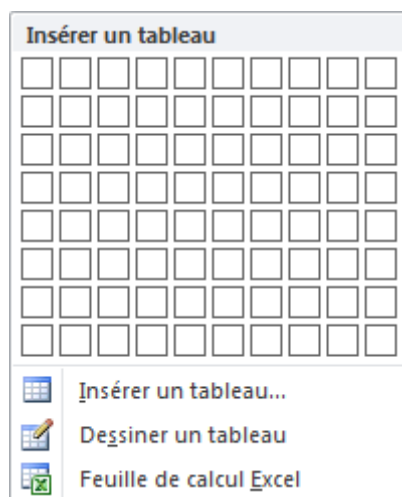 Insérer un tableau
Insérer un tableau...
Dessiner un tableau
Feuille de calcul Excel